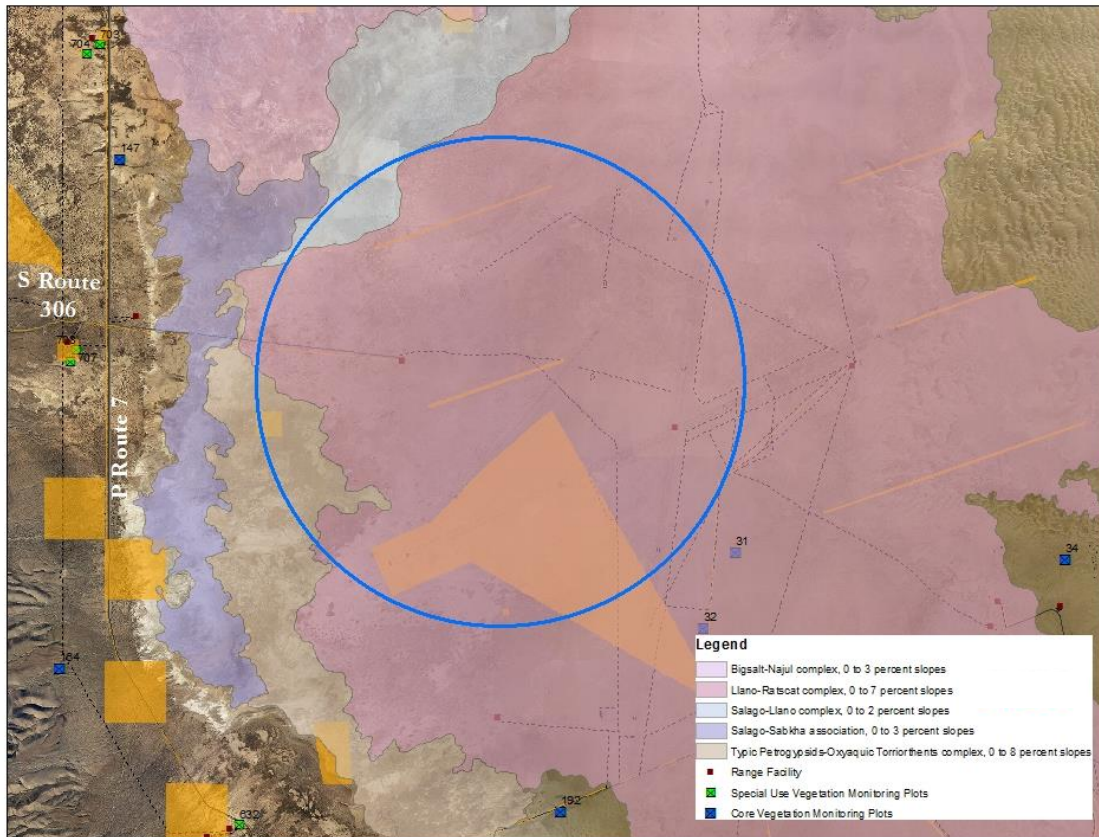 703
704
147
S Route
306
707
P Route 7
31
34
32
164
192
632
Legend
Bigsalt-Najul complex, 0 to 3 percent slopes
Llano-Ratscat complex, 0 to 7 percent slopes
Salago-Llano complex, 0 to 2 percent slopes
Salago-Sabkha association, 0 to 3 percent slopes
Typic Petrogypsids-Oxyaquic Torriorthents complex, 0 to 8 percent slopes
Range Facility
Special Use Vegetation Monitoring Plots
Core Vegetation Monitoring Plots